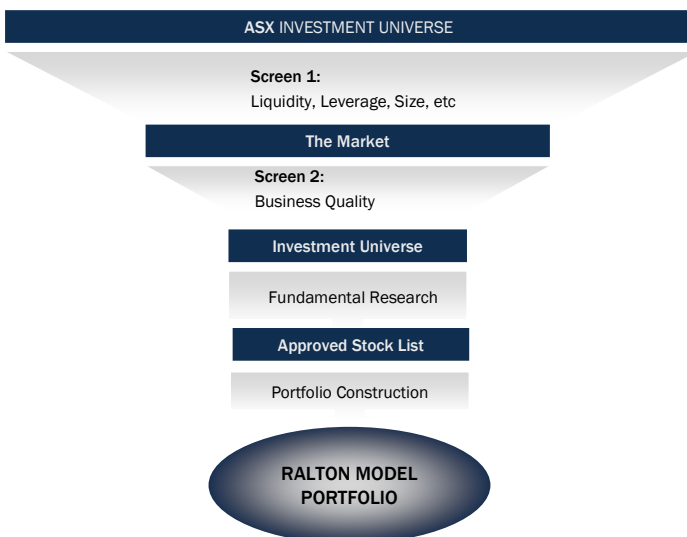 ASX INVESTMENT UNIVERSE
Screen 1:
Liquidity, Leverage, Size, etc
The Market
Screen 2:
Business Quality
Investment Universe
Fundamental Research
Approved Stock List
Portfolio Construction
RALTON MODEL
PORTFOLIO